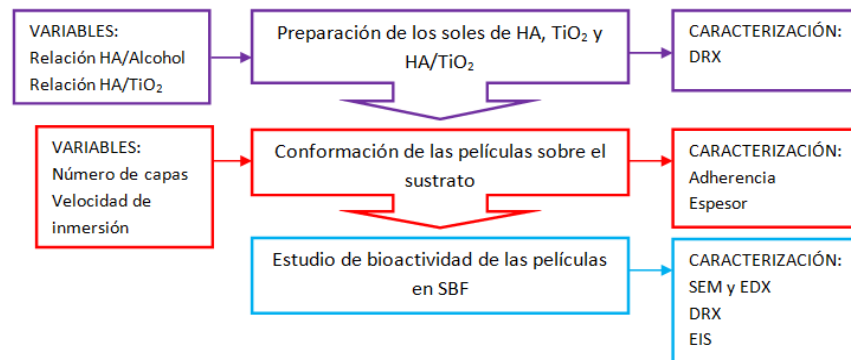 VARIABLES:
Relación HA/Alcohol
Relación HA/TiO₂
Preparación de los soles de HA, TiO₂ y
HA/TiO₂
CARACTERIZACIÓN:
DRX
VARIABLES:
Número de capas
Velocidad de
inmersión
Conformación de las películas sobre el
sustrato
CARACTERIZACIÓN:
Adherencia
Espesor
Estudio de bioactividad de las películas
en SBF
CARACTERIZACIÓN:
SEM y EDX
DRX
EIS